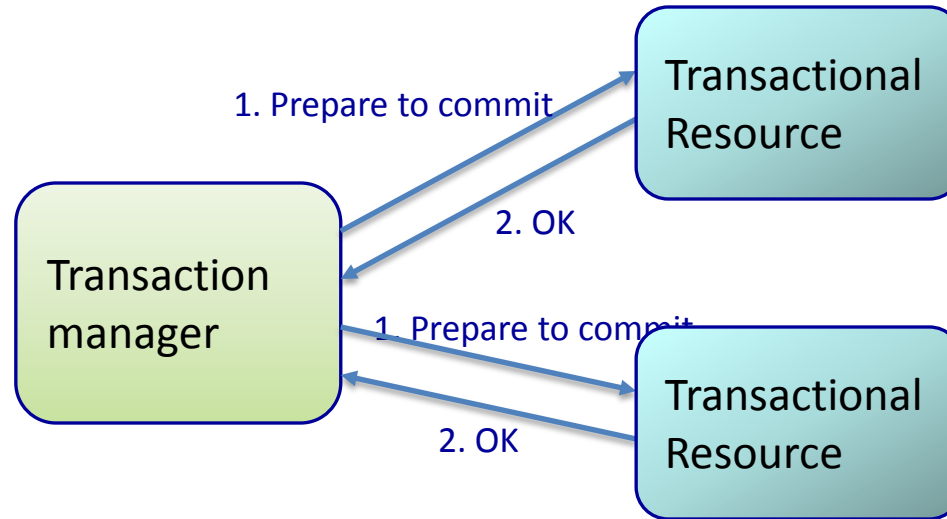 Transactional
Resource
1. Prepare to commit
2. OK
Transaction
manager
1. Prepare to commit
Transactional
Resource
2. OK